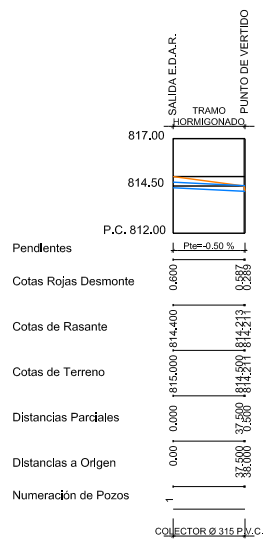 SALIDA E.D.A.R.
PUNTO DE VERTIDO
TRAMO
HORMIGONADO
817.00
814.50
P.C. 812.00
Pendientes
Pte=-0.50 %
Cotas Rojas Desmonte
0.600
0.587
0.289
Cotas de Rasante
814.400
814-213
814-211
Cotas de Terreno
815.000
814-500
814-211
Distancias Parciales
0.000
37.500
0.500
Distancias a Origen
0.00
37.500
38.000
Numeración de Pozos
1
COLECTOR Ø 315 P.V.C.